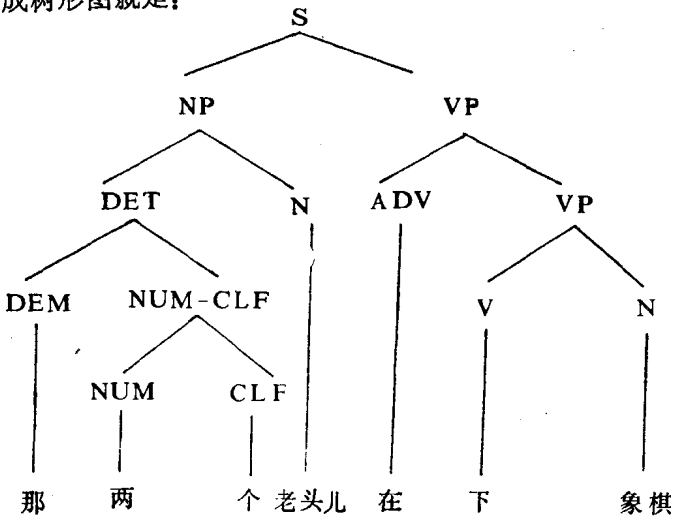 成树形图就是：
S
NP VP
DET N ADV VP
DEM NUM-CLF V N
NUM CLF
那 两 个 老头儿 在 下 象棋